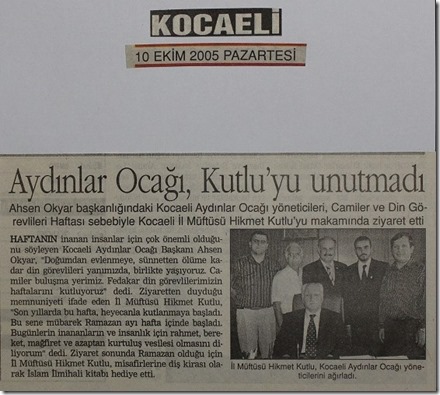 KOCAELİ
10 EKİM 2005 PAZARTESİ
Aydınlar Ocağı, Kutlu'yu unutmadı
Ahsen Okyar başkanlığındaki Kocaeli Aydınlar Ocağı yöneticileri, Camiler ve Din Gö-
revlileri Haftası sebebiyle Kocaeli İl Müftüsü Hikmet Kutlu'yu makamında ziyaret etti
HAFTANIN inanan insanlar için çok önemli olduğu-
nu söyleyen Kocaeli Aydınlar Ocağı Başkanı Ahsen
Okyar, "Doğumdan evlenmeye, sünnetten ölüme ka-
dar din görevlileri yanımızda, birlikte yaşıyoruz. Ca-
miler buluşma yerimiz. Fedakar din görevlilerimizin
haftalarını kutluyoruz" dedi. Ziyaretten duyduğu
memnuniyeti ifade eden İl Müftüsü Hikmet Kutlu,
"Son yıllarda bu hafta, heyecanla kutlanmaya başladı.
Bu sene mübarek Ramazan ayı hafta içinde başladı.
Bugünlerin inananların ve insanlık için rahmet, bere-
ket, mağfiret ve azaptan kurtuluş vesilesi olmasını di-
liyorum" dedi. Ziyaret sonunda Ramazan olduğu için
İl Müftüsü Hikmet Kutlu, misafirlerine diş kirası ola-
rak İslam İlmihali kitabı hediye etti.
İl Müftüsü Hikmet Kutlu, Kocaeli Aydınlar Ocağı yöne-
ticilerini ağırladı.